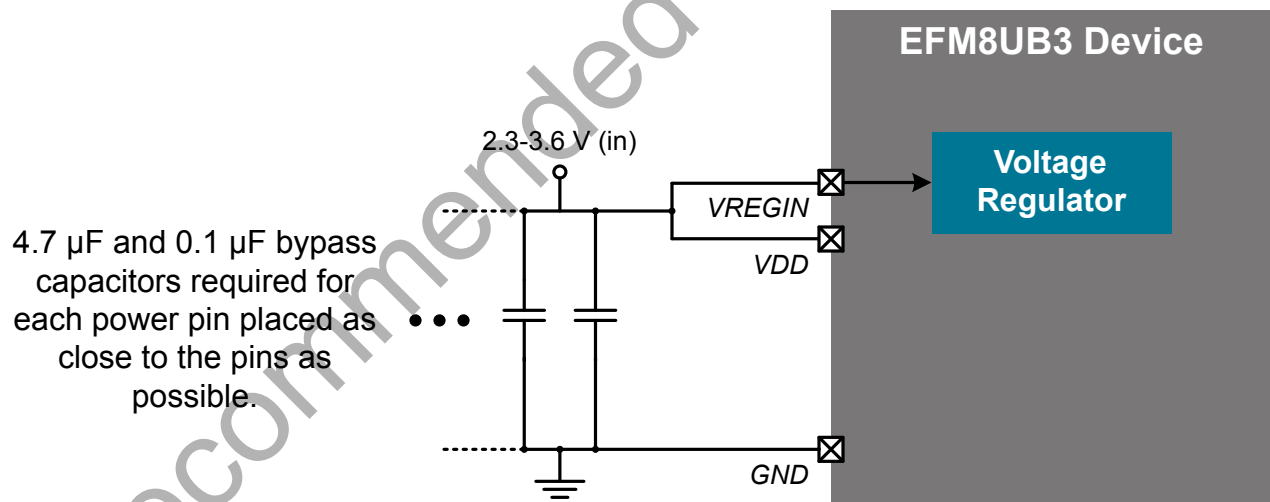 EFM8UB3 Device
2.3-3.6 V (in)
Voltage
Regulator
VREGIN
VDD
4.7 µF and 0.1 µF bypass
capacitors required for
each power pin placed as
close to the pins as
possible.
GND
ecommended